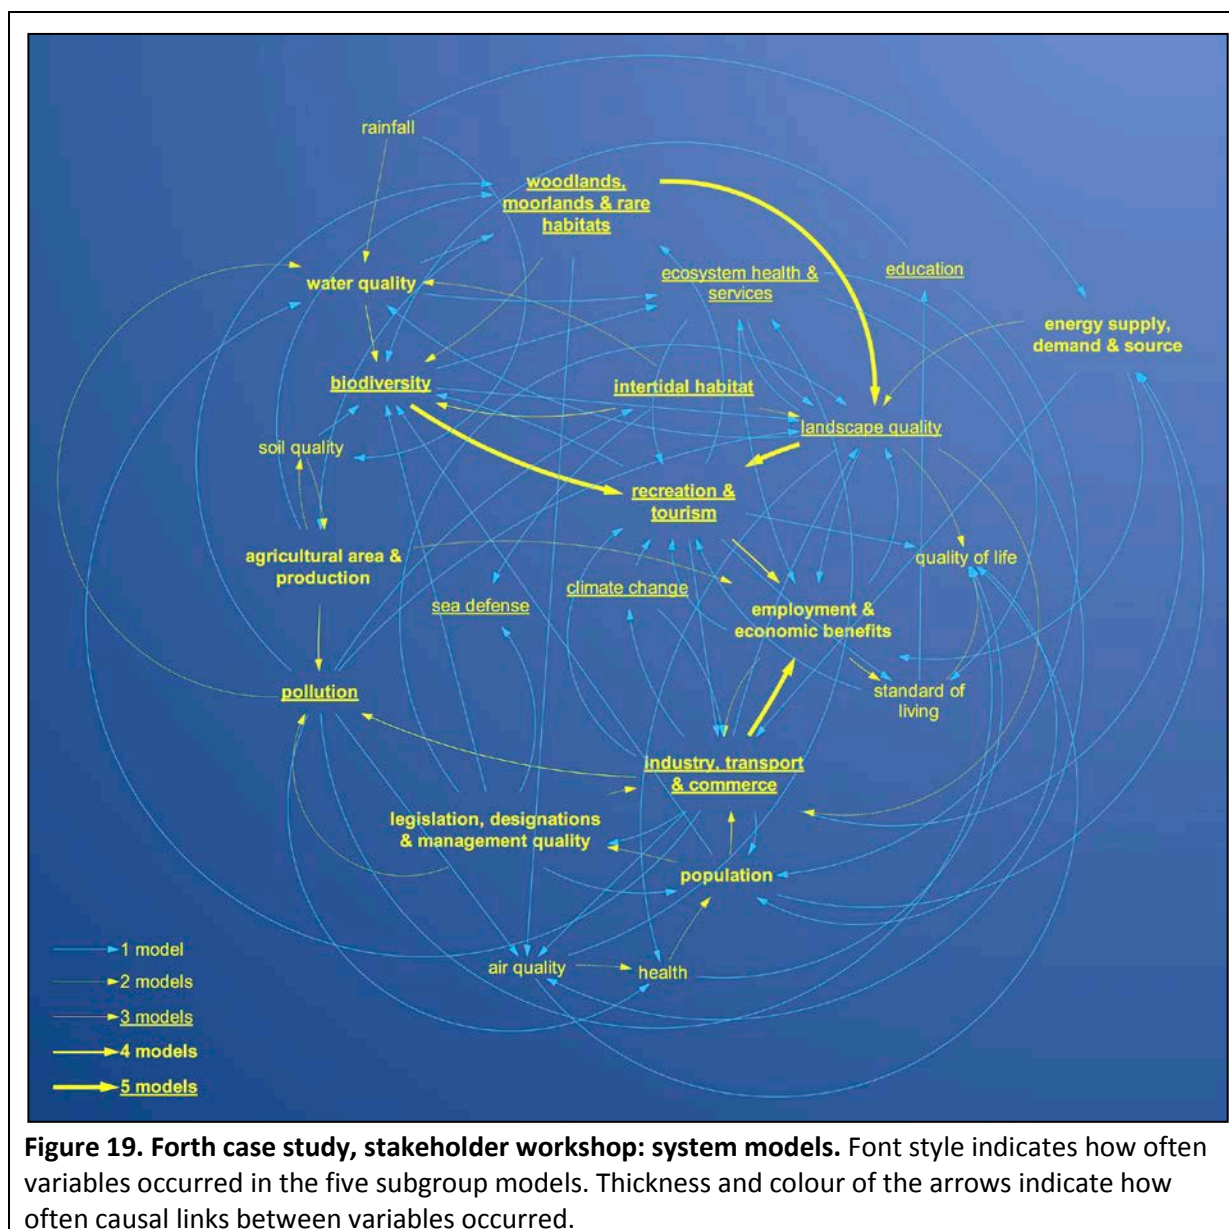 rainfall
woodlands,
moorlands & rare
habitats
ecosystem health &
services
education
water quality
energy supply,
demand & source
biodiversity
intertidal habitat
landscape quality
soil quality
recreation &
tourism
agricultural area &
production
quality of life
climate change
sea defense
employment &
economic benefits
pollution
standard of
living
industry, transport
& commerce
legislation, designations
& management quality
population
air quality
health
1 model
2 models
3 models
4 models
5 models
Figure 19. Forth case study, stakeholder workshop: system models. Font style indicates how often
variables occurred in the five subgroup models. Thickness and colour of the arrows indicate how
often causal links between variables occurred.